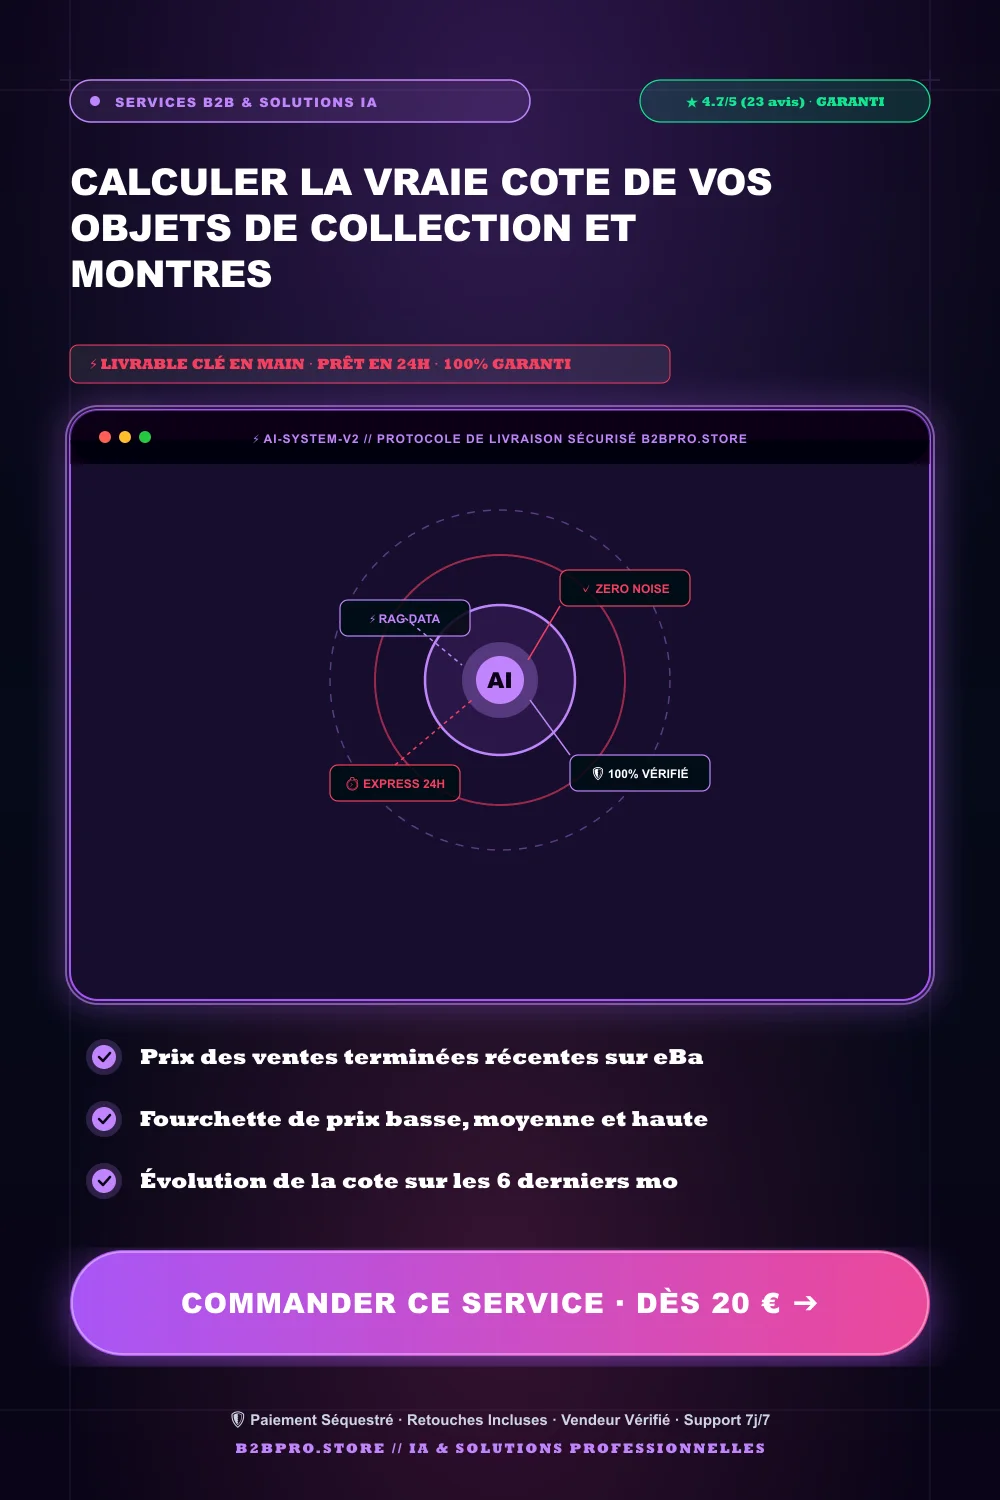 SERVICES B2B & SOLUTIONS IA
★ 4.7/5 (23 avis) · GARANTI
CALCULER LA VRAIE COTE DE VOS
OBJETS DE COLLECTION ET
MONTRES
⚡ LIVRABLE CLÉ EN MAIN · PRÊT EN 24H · 100% GARANTI
⚡ AI-SYSTEM-V2 // PROTOCOLE DE LIVRAISON SÉCURISÉ B2BPRO.STORE
✓ ZERO NOISE
⚡ RAG DATA
AI
🛡 100% VÉRIFIÉ
⏱ EXPRESS 24H
Prix des ventes terminées récentes sur eBa
Fourchette de prix basse, moyenne et haute
Évolution de la cote sur les 6 derniers mo
COMMANDER CE SERVICE · DÈS 20 € →
🛡 Paiement Séquestré · Retouches Incluses · Vendeur Vérifié · Support 7j/7
B2BPRO.STORE // IA & SOLUTIONS PROFESSIONNELLES